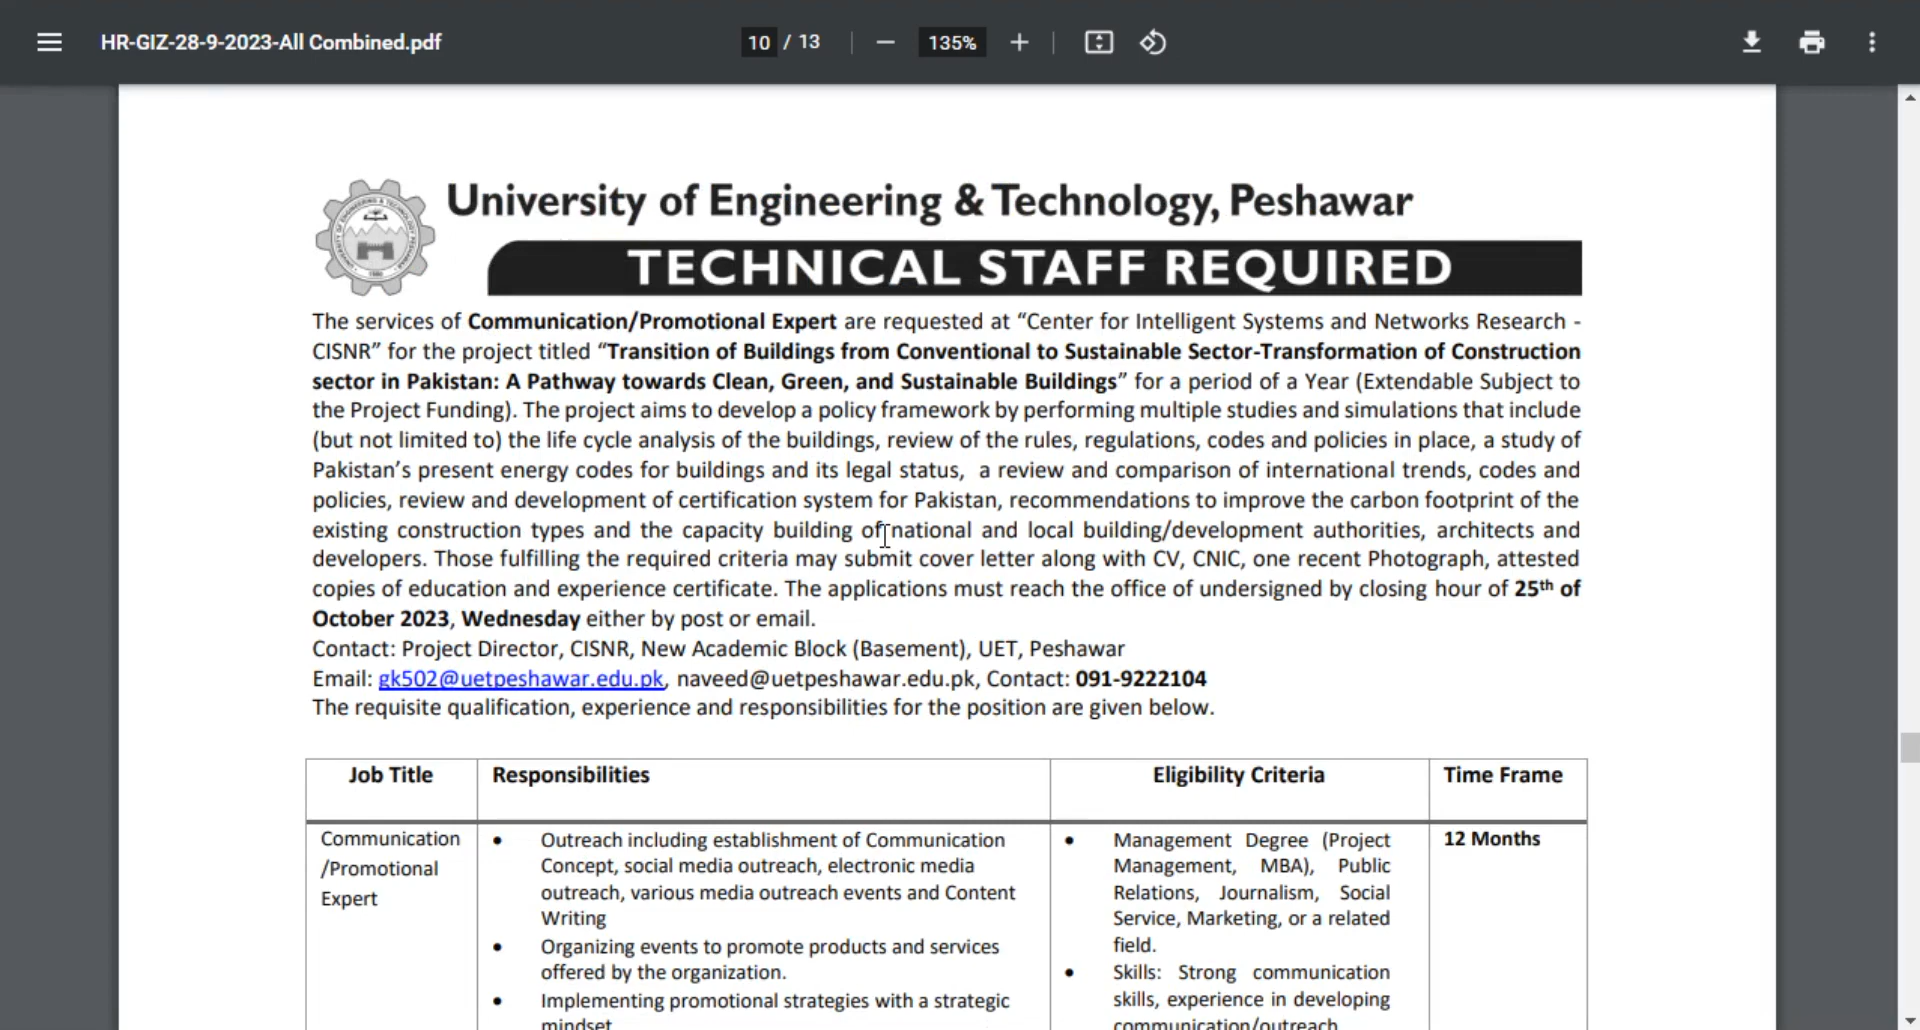 HR-GIZ-28-9-2023-All Combined.pdf
10 / 13
135%
University of Engineering & Technology, Peshawar
TECHNICAL STAFF REQUIRED
The services of Communication/Promotional Expert are requested at “Center for Intelligent Systems and Networks Research -
CISNR” for the project titled “Transition of Buildings from Conventional to Sustainable Sector-Transformation of Construction
sector in Pakistan: A Pathway towards Clean, Green, and Sustainable Buildings” for a period of a Year (Extendable Subject to
the Project Funding). The project aims to develop a policy framework by performing multiple studies and simulations that include
(but not limited to) the life cycle analysis of the buildings, review of the rules, regulations, codes and policies in place, a study of
Pakistan’s present energy codes for buildings and its legal status, a review and comparison of international trends, codes and
policies, review and development of certification system for Pakistan, recommendations to improve the carbon footprint of the
existing construction types and the capacity building of national and local building/development authorities, architects and
developers. Those fulfilling the required criteria may submit cover letter along with CV, CNIC, one recent Photograph, attested
copies of education and experience certificate. The applications must reach the office of undersigned by closing hour of 25th of
October 2023, Wednesday either by post or email.
Contact: Project Director, CISNR, New Academic Block (Basement), UET, Peshawar
Email: gk502@uetpeshawar.edu.pk, naveed@uetpeshawar.edu.pk, Contact: 091-9222104
The requisite qualification, experience and responsibilities for the position are given below.
Job Title
Responsibilities
Eligibility Criteria
Time Frame
Communication
/Promotional
Expert
• Outreach including establishment of Communication
Concept, social media outreach, electronic media
outreach, various media outreach events and Content
Writing
• Organizing events to promote products and services
offered by the organization.
• Implementing promotional strategies with a strategic
mindset
• Management Degree (Project
Management, MBA), Public
Relations, Journalism, Social
Service, Marketing, or a related
field.
• Skills: Strong communication
skills, experience in developing
communication/outreach
12 Months